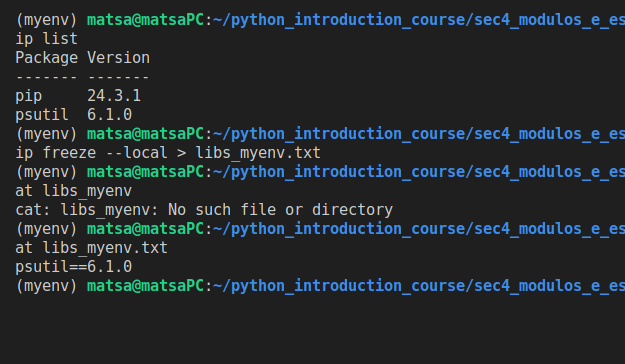 (myenv) matsa@matsaPC:~/python_introduction_course/sec4_modulos_e_es
ip list
Package Version
------- -------
pip     24.3.1
psutil  6.1.0
(myenv) matsa@matsaPC:~/python_introduction_course/sec4_modulos_e_es
ip freeze --local > libs_myenv.txt
(myenv) matsa@matsaPC:~/python_introduction_course/sec4_modulos_e_es
at libs_myenv
cat: libs_myenv: No such file or directory
(myenv) matsa@matsaPC:~/python_introduction_course/sec4_modulos_e_es
at libs_myenv.txt
psutil==6.1.0
(myenv) matsa@matsaPC:~/python_introduction_course/sec4_modulos_e_es